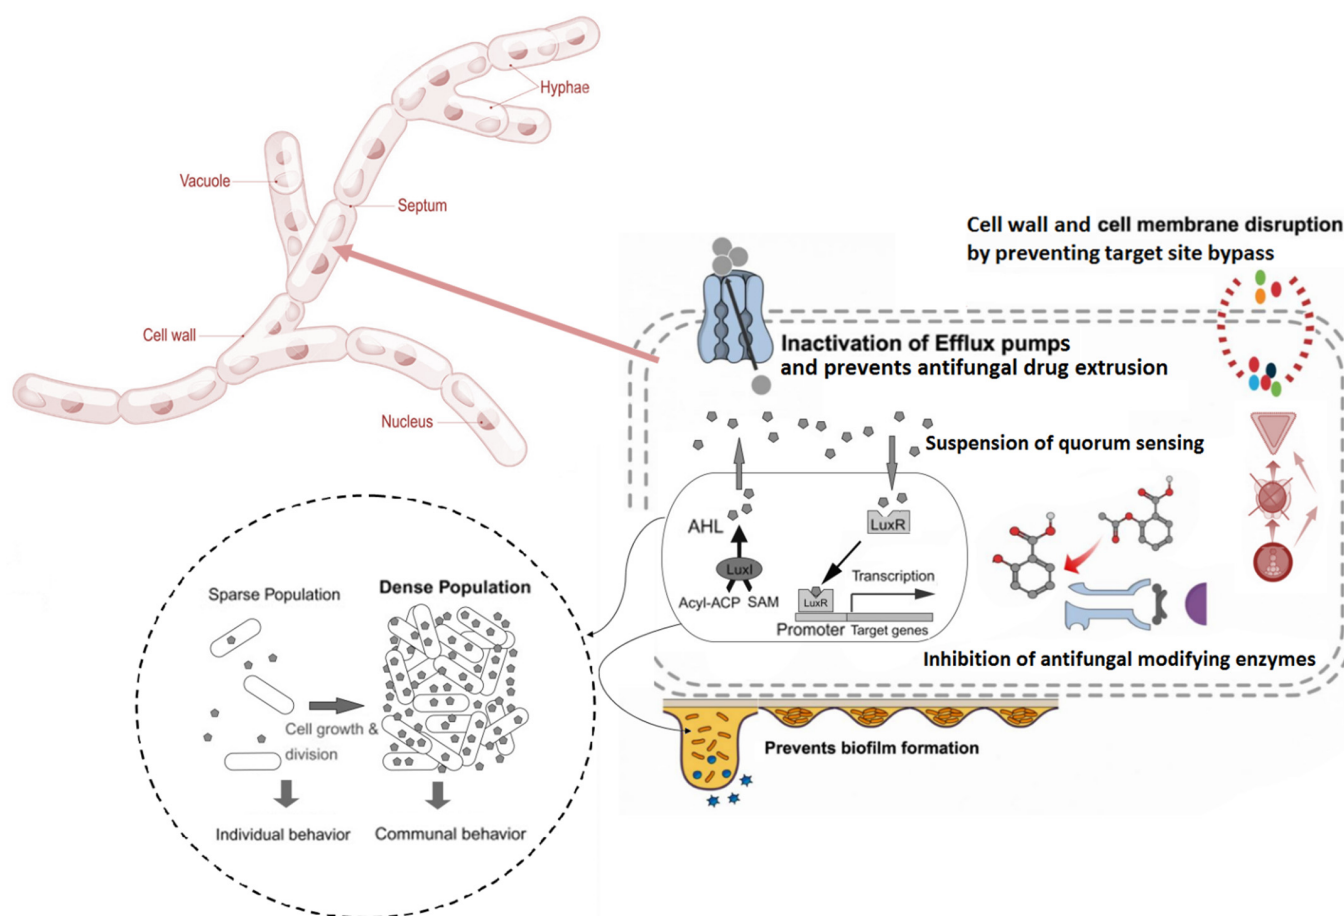 Hyphae
Vacuole
Septum
Cell wall
Nucleus
Cell wall and cell membrane disruption
by preventing target site bypass
Inactivation of Efflux pumps
and prevents antifungal drug extrusion
Suspension of quorum sensing
AHL
LuxR
LuxI
Acyl-ACP SAM
Transcription
LuxR
Promoter
Target genes
Inhibition of antifungal modifying enzymes
Prevents biofilm formation
Sparse Population
Dense Population
Cell growth &
division
Individual behavior
Communal behavior